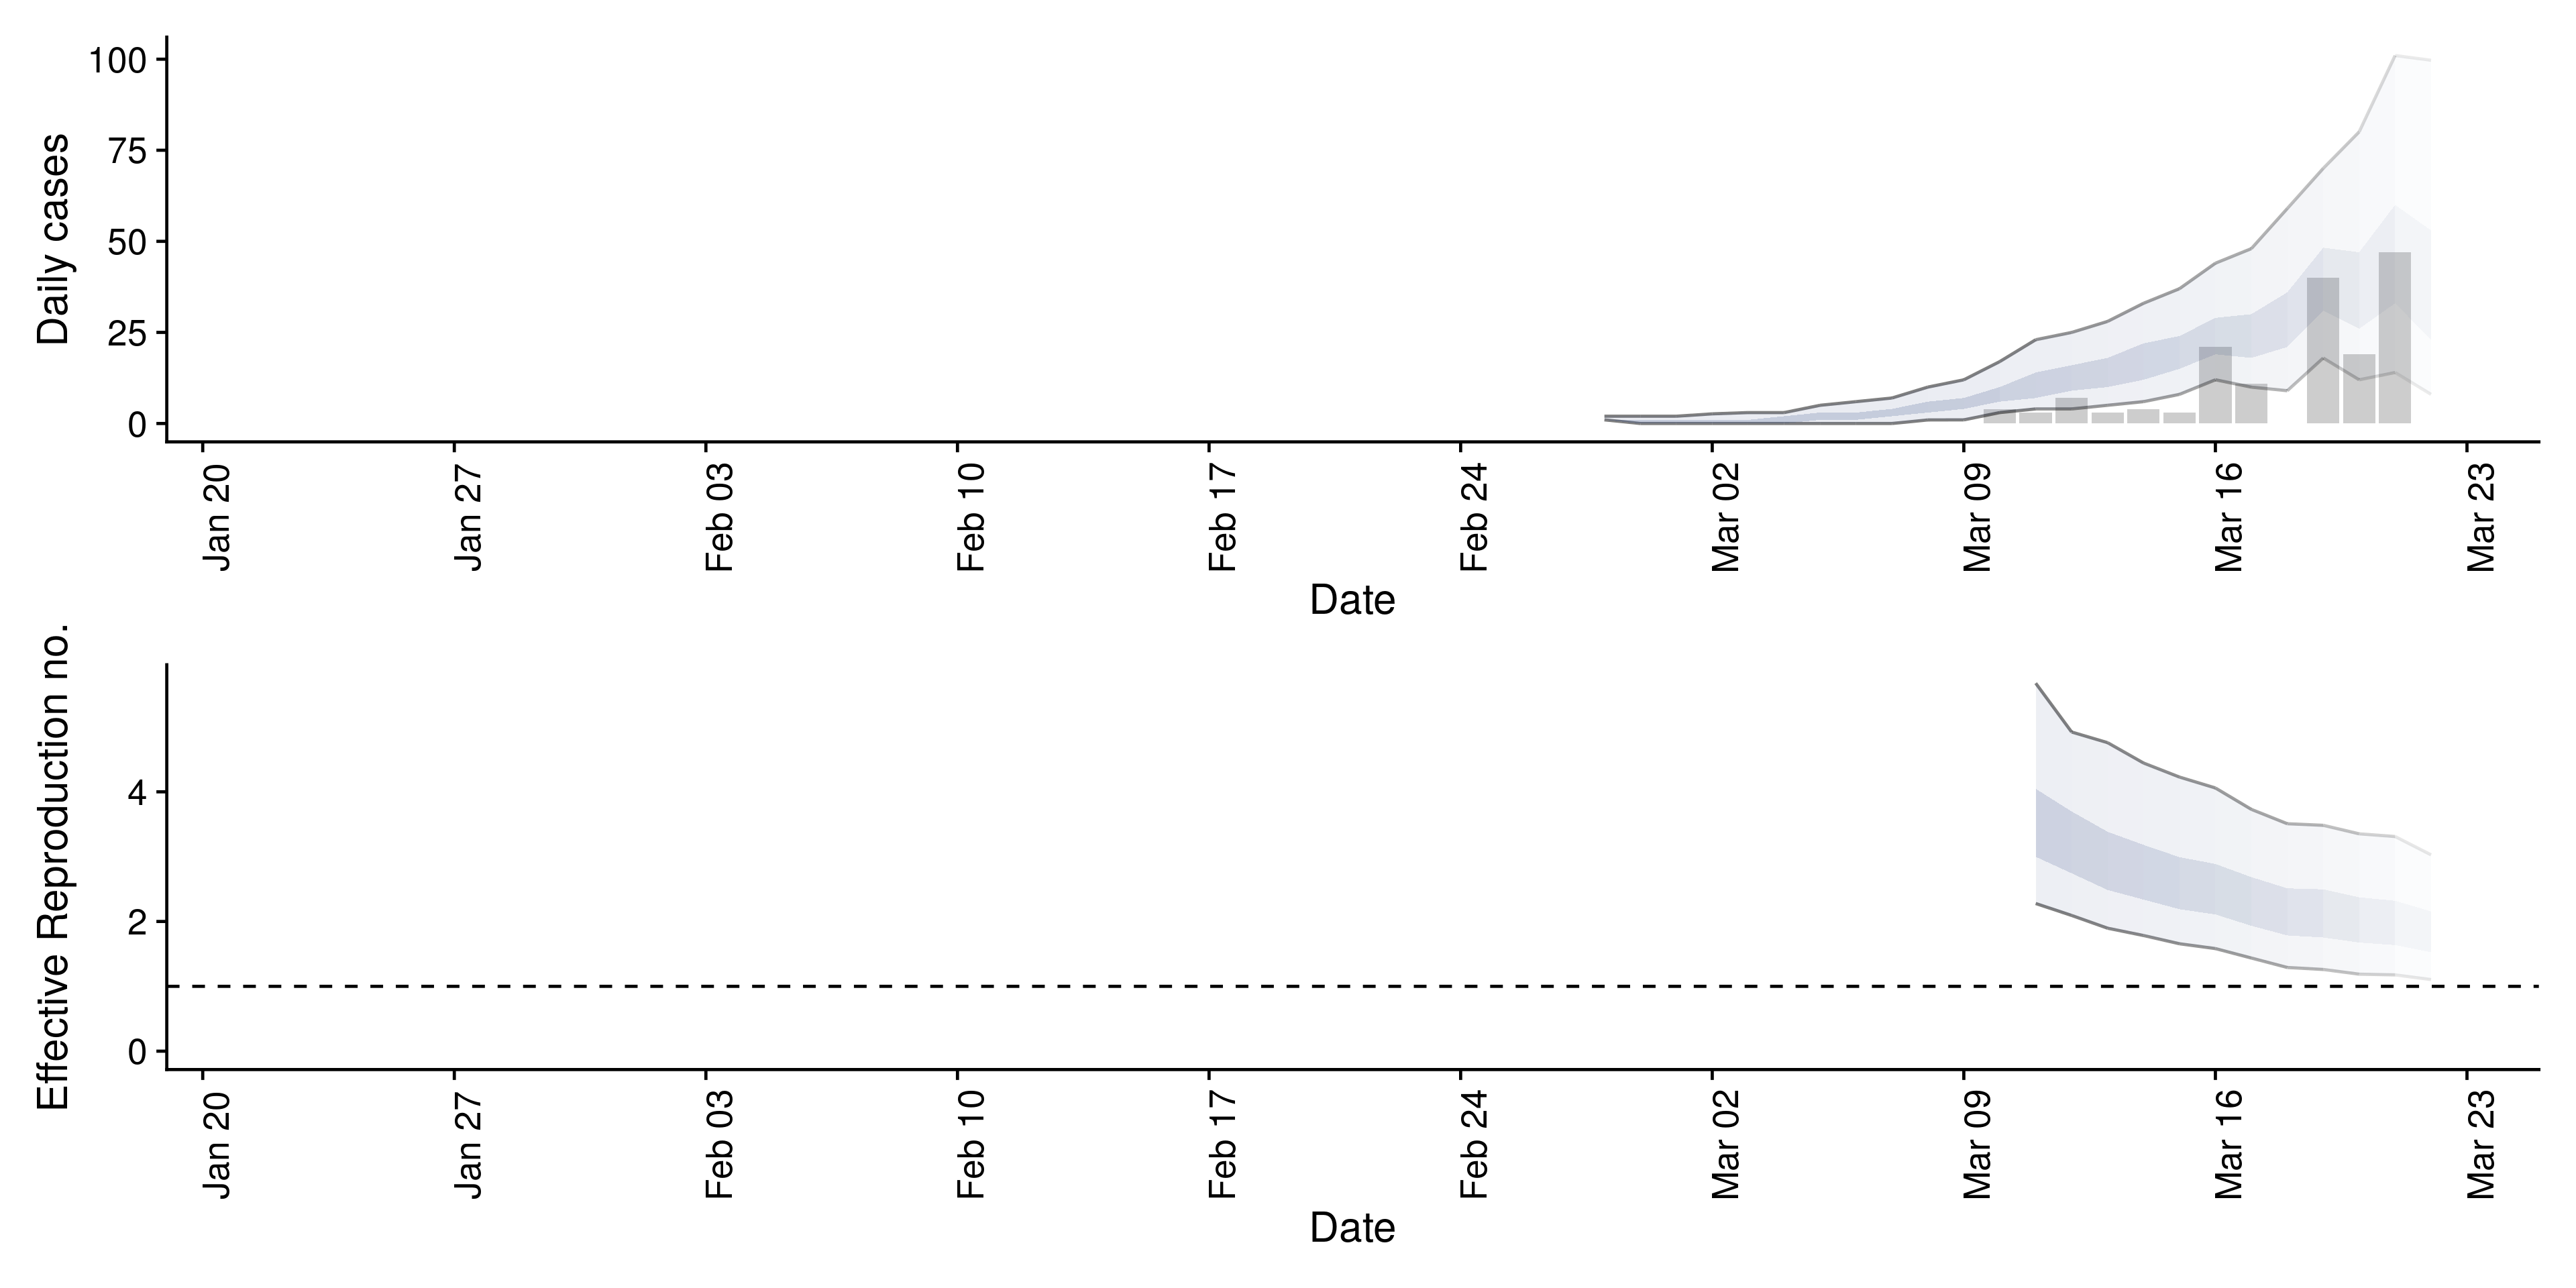 Daily cases
100
75
50
25
0
Jan 20
Jan 27
Feb 03
Feb 10
Feb 17
Feb 24
Mar 02
Mar 09
Mar 16
Mar 23
Date
Effective Reproduction no.
4
2
0
Jan 20
Jan 27
Feb 03
Feb 10
Feb 17
Feb 24
Mar 02
Mar 09
Mar 16
Mar 23
Date